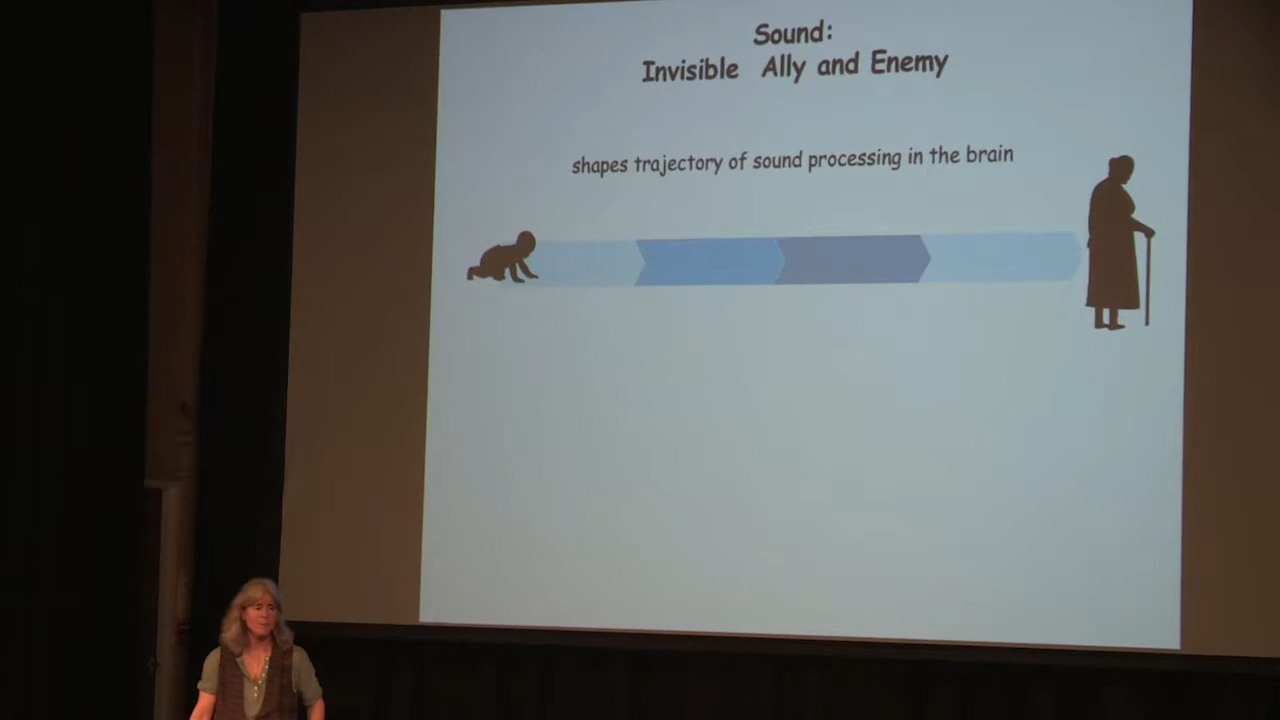 Sound:
Invisible Ally and Enemy
shapes trajectory of sound processing in the brain